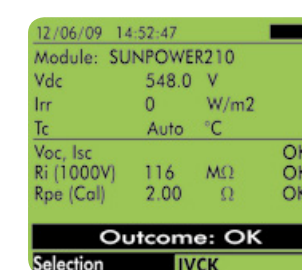 12/06/09 14:52:47
Module: SUNPOWER210
Vdc 548.0 V
Irr 0 W/m2
Tc Auto °C
Voc, Isc OK
Ri (1000V) 116 MΩ OK
Rpe (Cal) 2.00 Ω OK
Outcome: OK
Selection IVCK